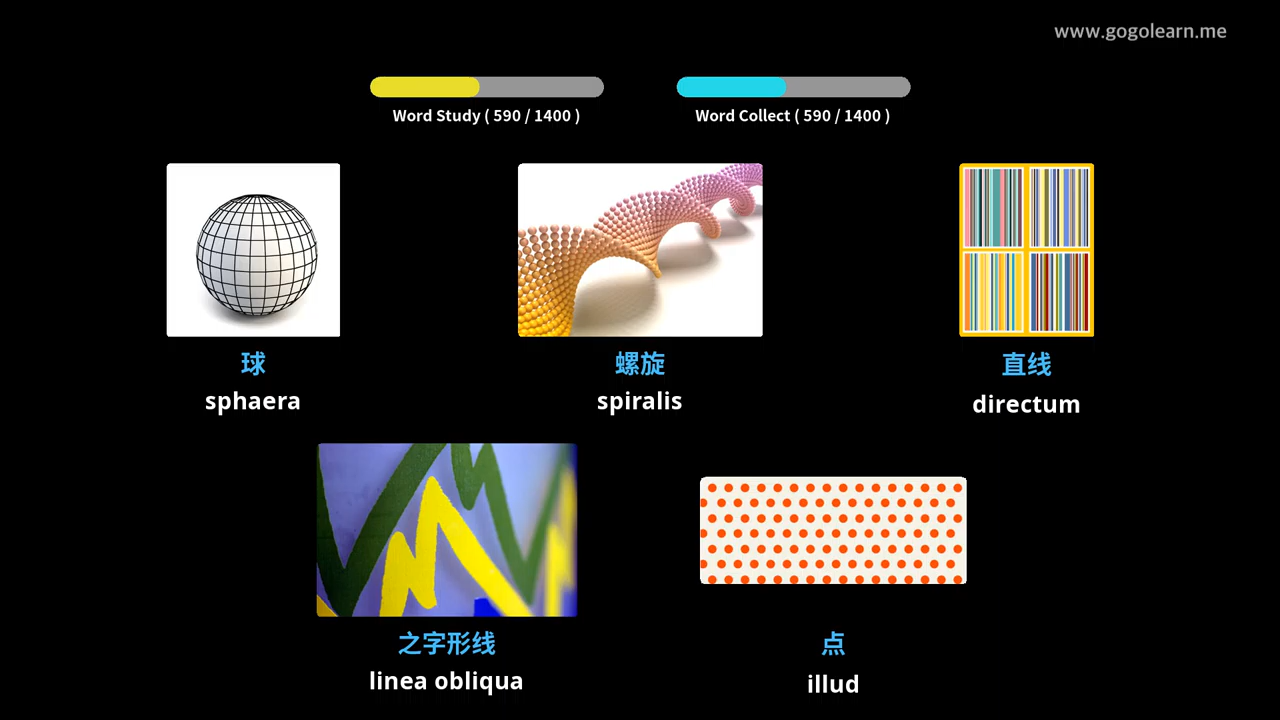 www.gogolearn.me
Word Study ( 590 / 1400 )
Word Collect ( 590 / 1400 )
球
sphaera
螺旋
spiralis
直线
directum
之字形线
linea obliqua
点
illud